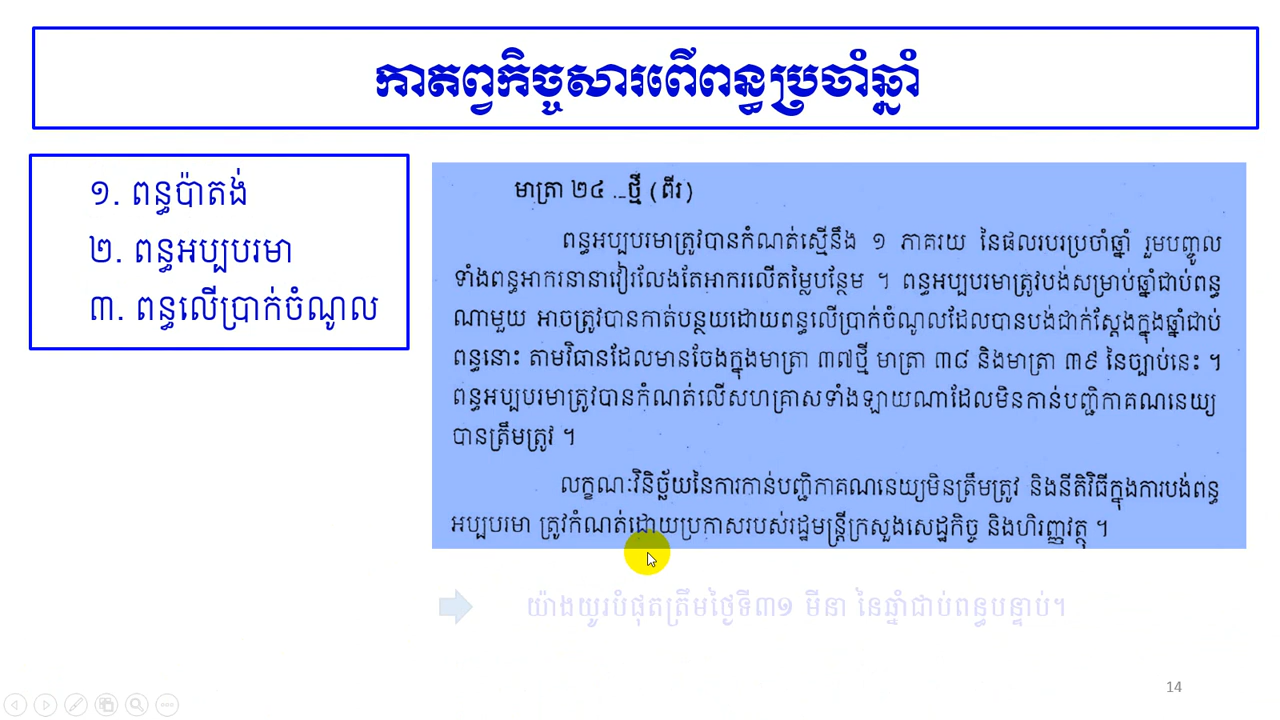 កាតព្វកិច្ចសារពើពន្ធប្រចាំឆ្នាំ
១. ពន្ធប៉ាតង់
២. ពន្ធអប្បបរមា
៣. ពន្ធលើប្រាក់ចំណូល
មាត្រា ២៤ ._ថ្មី (ពីរ)
ពន្ធអប្បបរមាត្រូវបានកំណត់ស្មើនឹង ១ ភាគរយ នៃផលរបរប្រចាំឆ្នាំ រួមបញ្ចូល
ទាំងពន្ធអាករនានាវៀរលែងតែអាករលើតម្លៃបន្ថែម ។ ពន្ធអប្បបរមាត្រូវបង់សម្រាប់ឆ្នាំជាប់ពន្ធ
ណាមួយ អាចត្រូវបានកាត់បន្ថយដោយពន្ធលើប្រាក់ចំណូលដែលបានបង់ជាក់ស្តែងក្នុងឆ្នាំជាប់
ពន្ធនោះ តាមវិធានដែលមានចែងក្នុងមាត្រា ៣៧ថ្មី មាត្រា ៣៨ និងមាត្រា ៣៩ នៃច្បាប់នេះ ។
ពន្ធអប្បបរមាត្រូវបានកំណត់លើសហគ្រាសទាំងឡាយណាដែលមិនកាន់បញ្ជិកាគណនេយ្យ
បានត្រឹមត្រូវ ។
លក្ខណៈវិនិច្ឆ័យនៃការកាន់បញ្ជិកាគណនេយ្យមិនត្រឹមត្រូវ និងនីតិវិធីក្នុងការបង់ពន្ធ
អប្បបរមា ត្រូវកំណត់ដោយប្រកាសរបស់រដ្ឋមន្ត្រីក្រសួងសេដ្ឋកិច្ច និងហិរញ្ញវត្ថុ ។
យ៉ាងយូរបំផុតត្រឹមថ្ងៃទី៣១ មីនា នៃឆ្នាំជាប់ពន្ធបន្ទាប់។
14